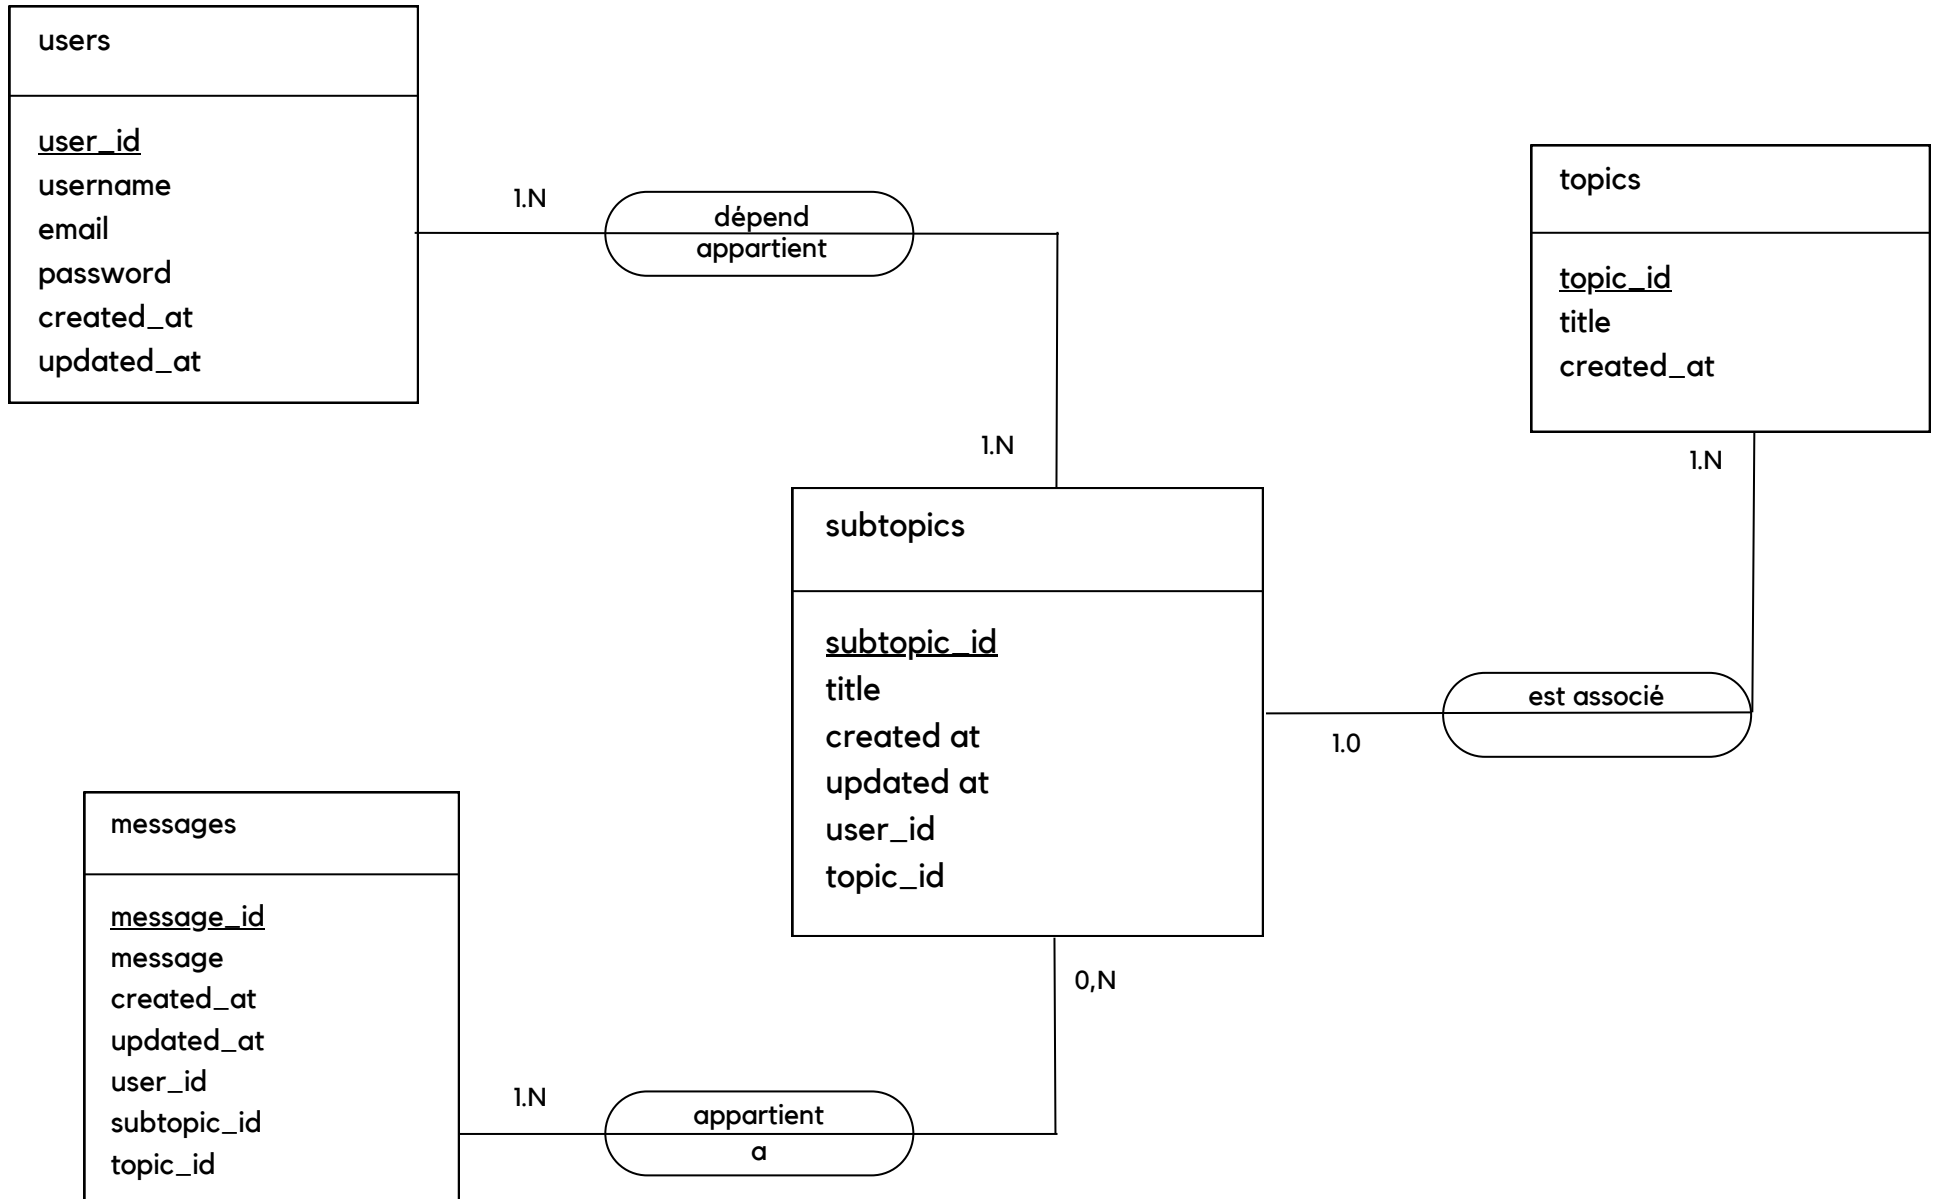 users
user_id
username
email
password
created_at
updated_at
1.N
dépend
appartient
1.N
topics
topic_id
title
created_at
1.N
subtopics
subtopic_id
title
created at
updated at
user_id
topic_id
est associé
1.0
0,N
messages
message_id
message
created_at
updated_at
user_id
subtopic_id
topic_id
1.N
appartient
a